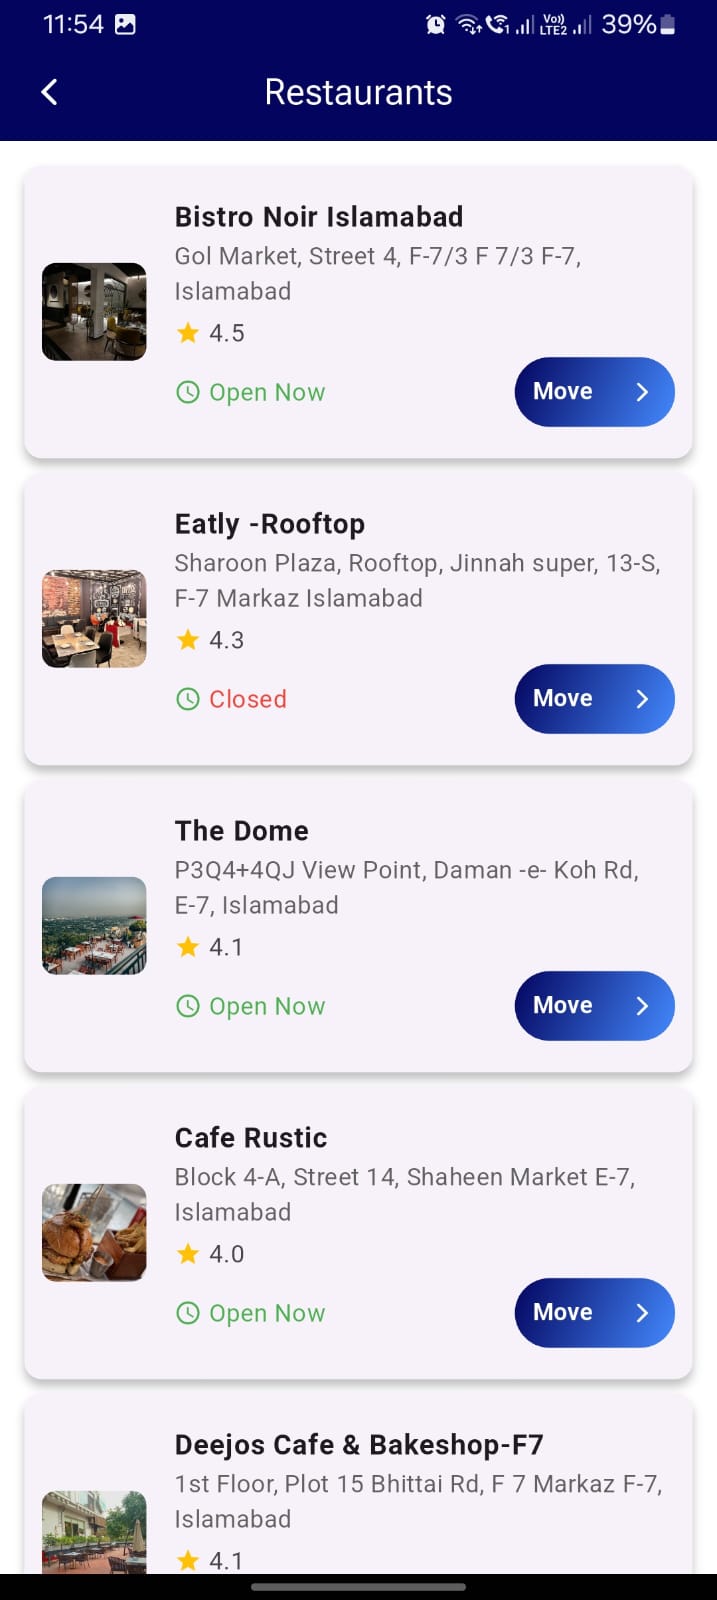 11:54
Vo))
LTE2
1
39%
Restaurants
Bistro Noir Islamabad
Gol Market, Street 4, F-7/3 F 7/3 F-7,
Islamabad
4.5
Open Now
Move
Eatly -Rooftop
Sharoon Plaza, Rooftop, Jinnah super, 13-S,
F-7 Markaz Islamabad
4.3
Closed
Move
The Dome
P3Q4+4QJ View Point, Daman -e- Koh Rd,
E-7, Islamabad
4.1
Open Now
Move
Cafe Rustic
Block 4-A, Street 14, Shaheen Market E-7,
Islamabad
4.0
Open Now
Move
Deejos Cafe & Bakeshop-F7
1st Floor, Plot 15 Bhittai Rd, F 7 Markaz F-7,
Islamabad
4.1